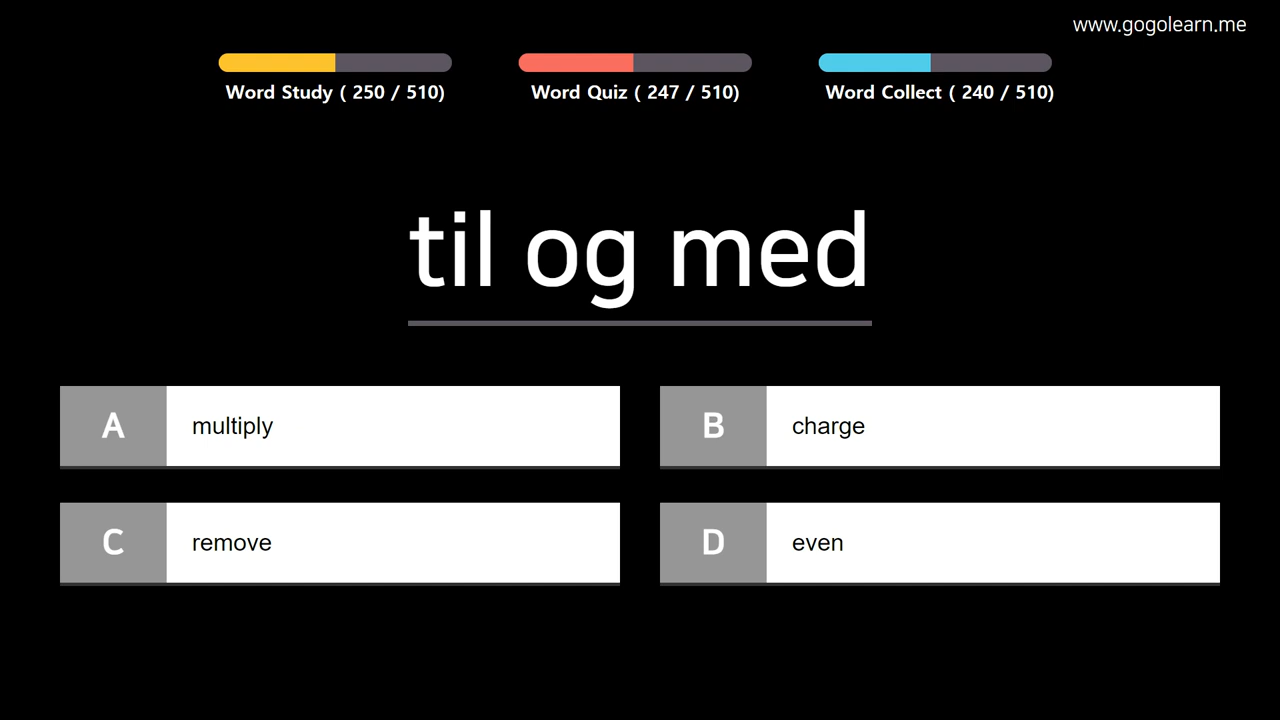 www.gogolearn.me
Word Study ( 250 / 510)
Word Quiz ( 247 / 510)
Word Collect ( 240 / 510)
til og med
A multiply
B charge
C remove
D even